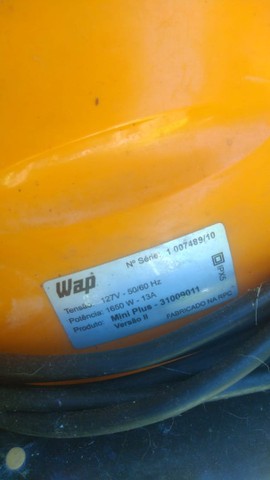 Wap
Nº Série: 1 007489/10
Tensão: 127V - 50/60 Hz
Potência: 1650 W - 13A
Produto: Mini Plus - 31009011
Versão II
FABRICADO NA RPC